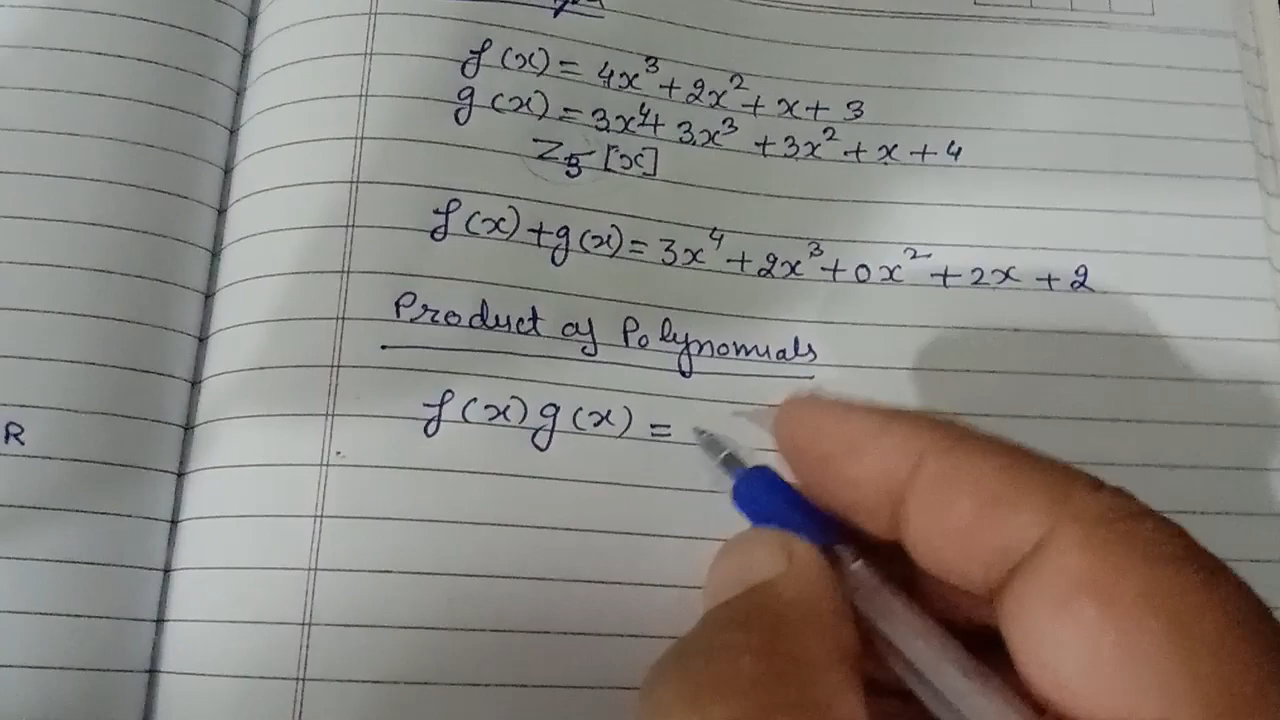 f(x) = 4x³ + 2x² + x + 3
g(x) = 3x⁴ + 3x³ + 3x² + x + 4
Z₅[x]
f(x) + g(x) = 3x⁴ + 2x³ + 0x² + 2x + 2
Product of Polynomials
f(x) g(x) =
R